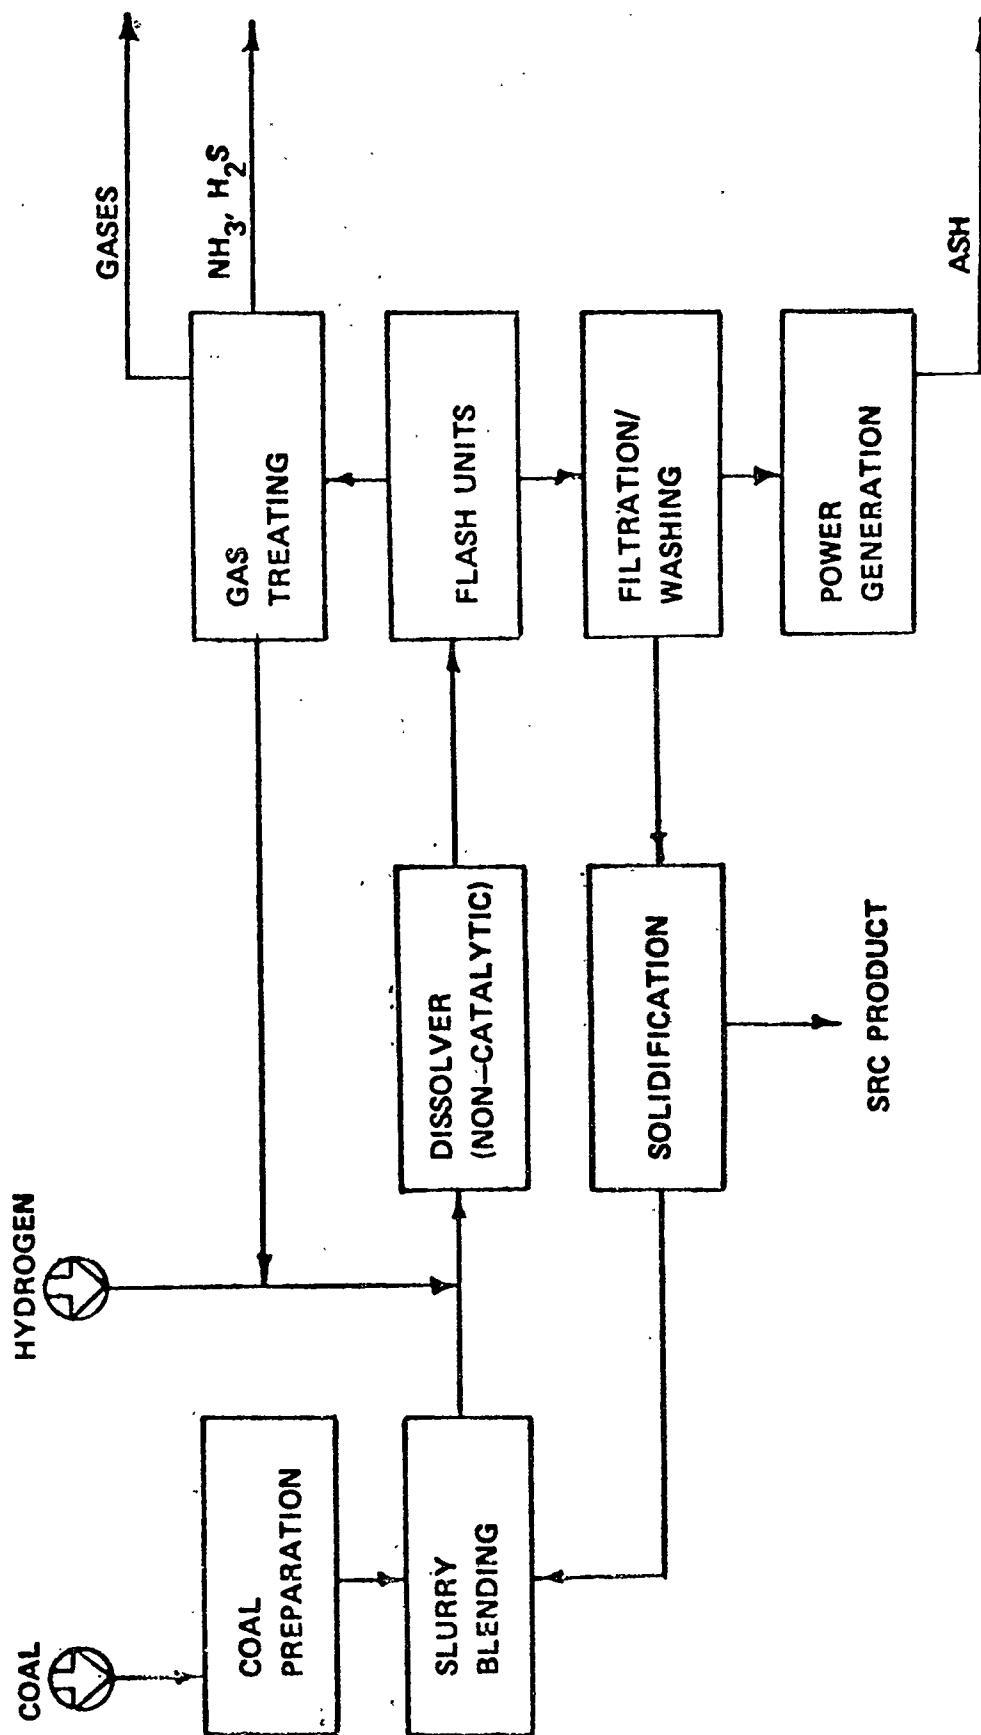 COAL
HYDROGEN
COAL
PREPARATION
SLURRY
BLENDING
DISSOLVER
(NON-CATALYTIC)
SOLIDIFICATION
SRC PRODUCT
GAS
TREATING
FLASH UNITS
FILTRATION/
WASHING
POWER
GENERATION
GASES
NH3, H2S
ASH